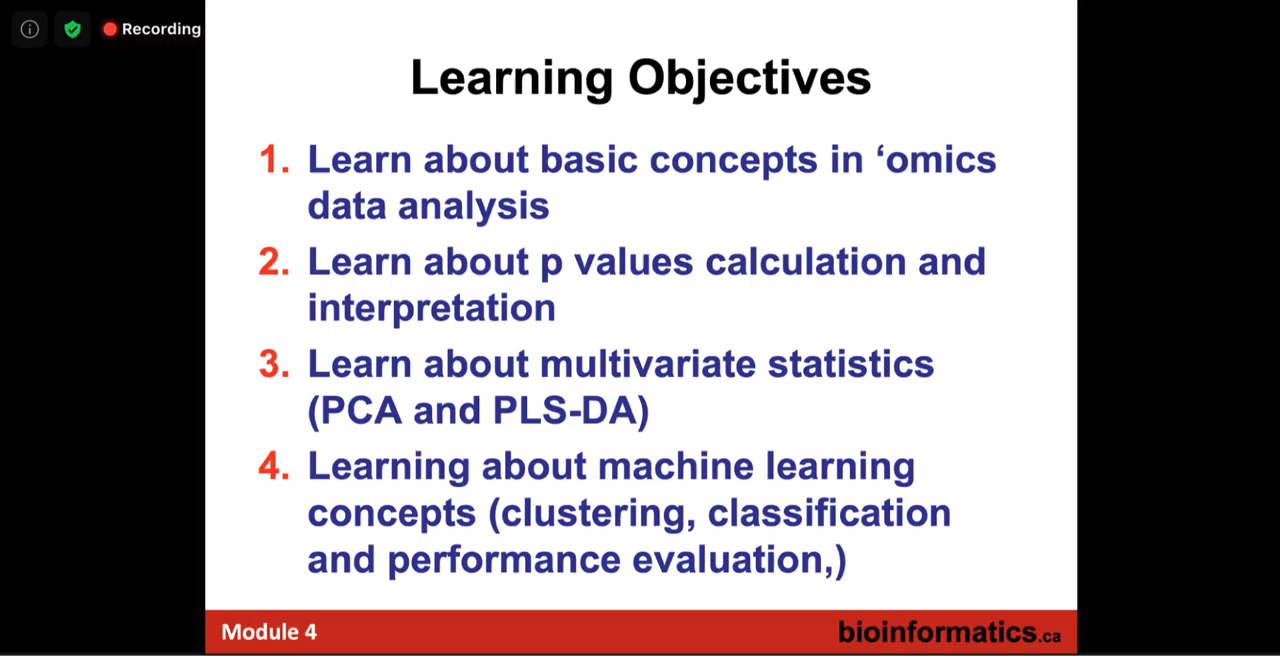 Recording
Learning Objectives
1. Learn about basic concepts in ‘omics
data analysis
2. Learn about p values calculation and
interpretation
3. Learn about multivariate statistics
(PCA and PLS-DA)
4. Learning about machine learning
concepts (clustering, classification
and performance evaluation,)
Module 4
bioinformatics.ca